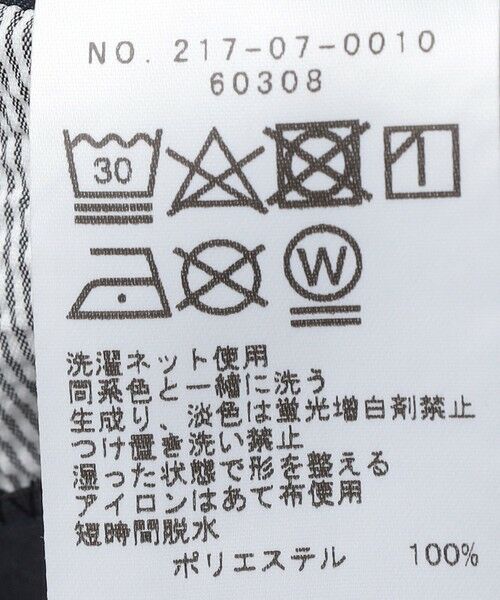 NO. 217-07-0010
60308
30
W
洗濯ネット使用
同系色と一緒に洗う
生成り、淡色は蛍光増白剤禁止
つけ置き洗い禁止
湿った状態で形を整える
アイロンはあて布使用
短時間脱水
ポリエステル 100%